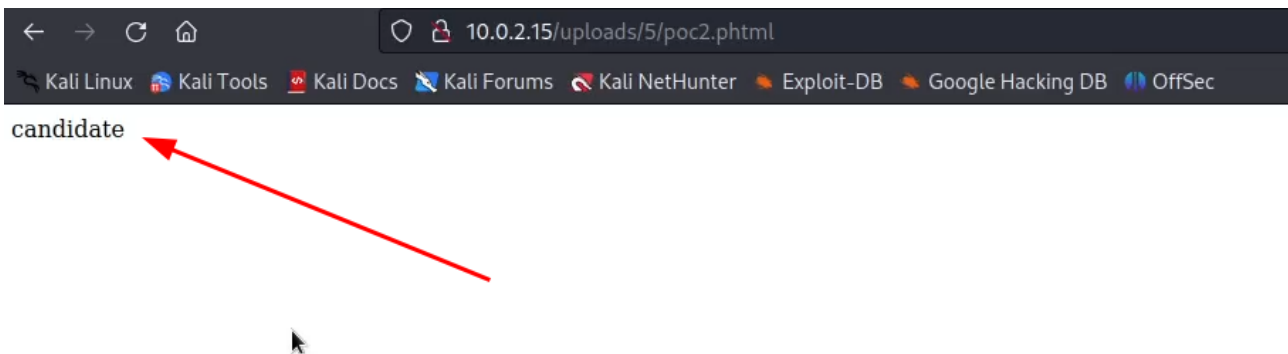 10.0.2.15/uploads/5/poc2.phtml
Kali Linux Kali Tools Kali Docs Kali Forums Kali NetHunter Exploit-DB Google Hacking DB OffSec
candidate